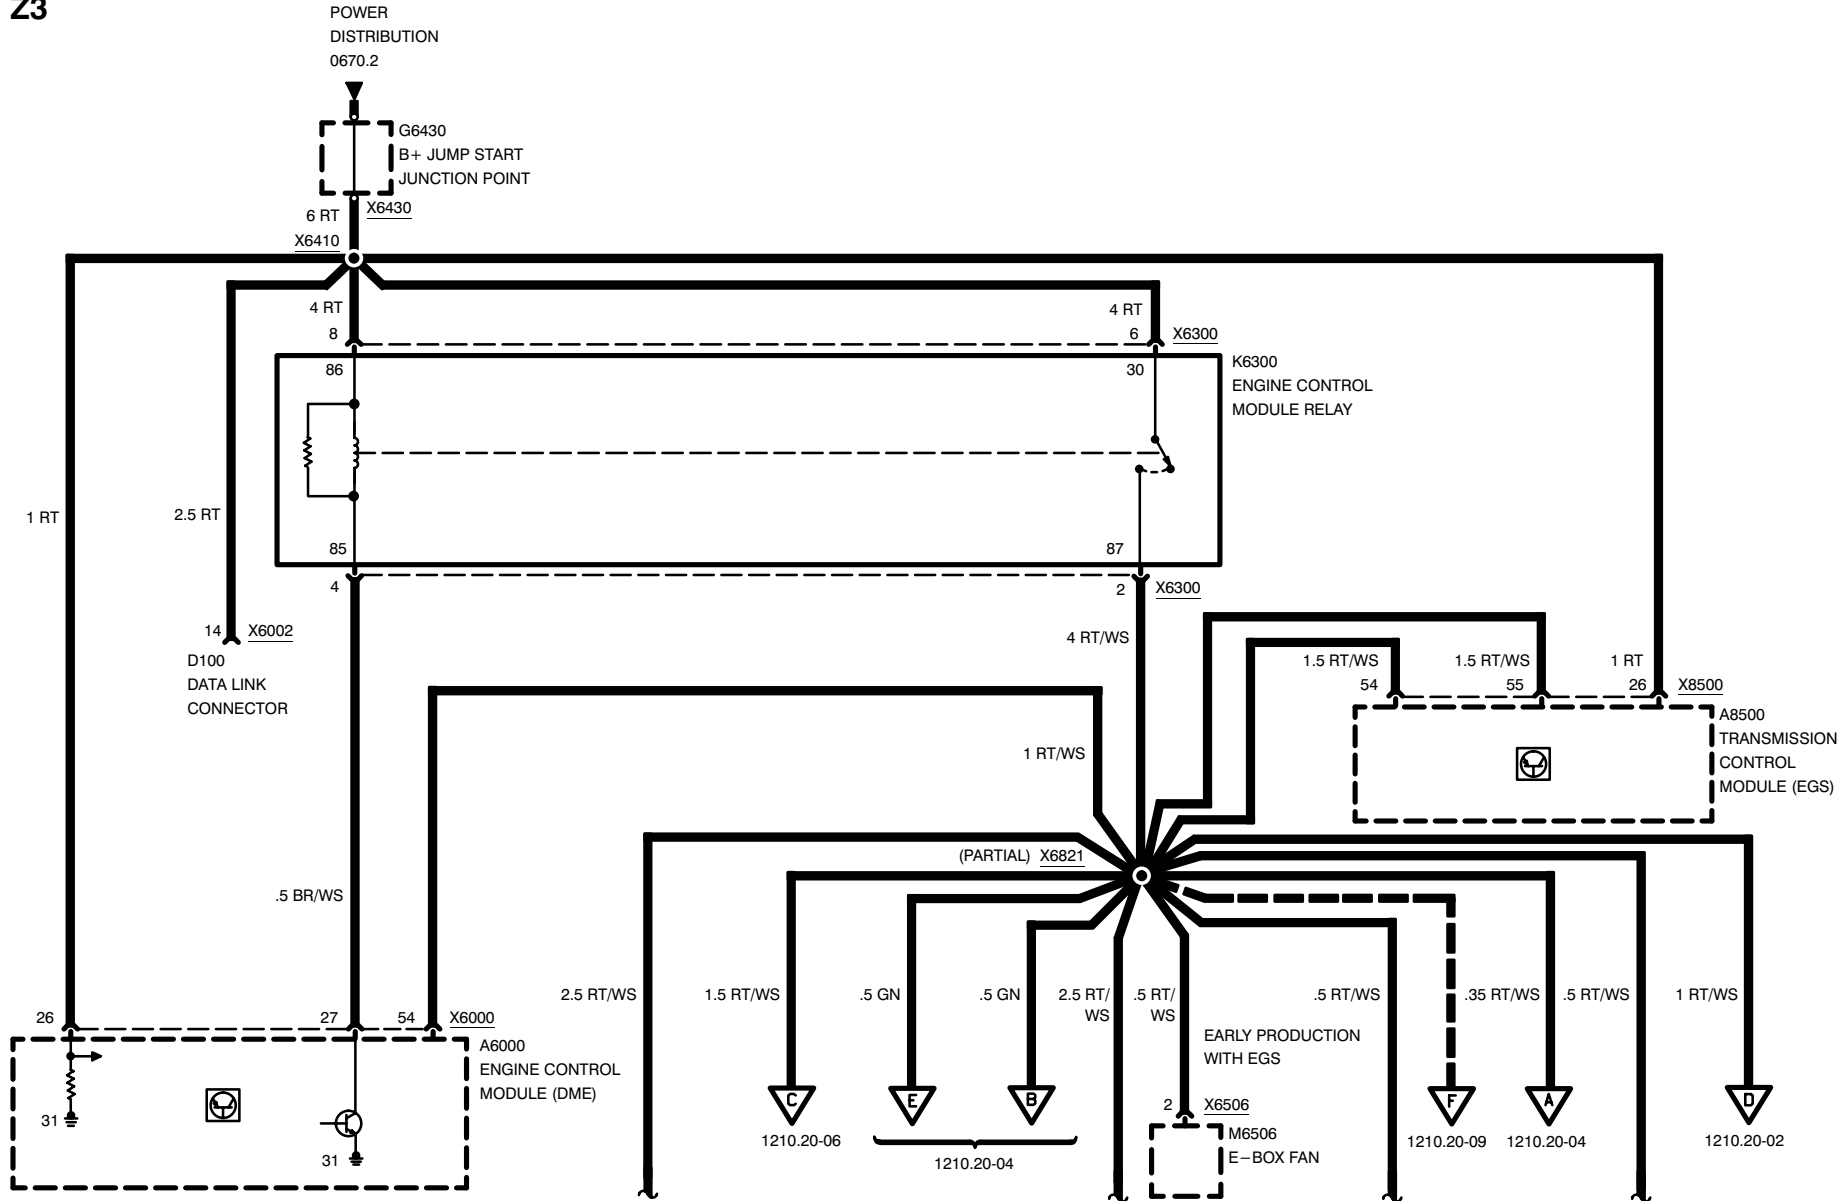 Z3
POWER
DISTRIBUTION
0670.2
G6430
B+ JUMP START
JUNCTION POINT
6 RT
X6430
X6410
4 RT
4 RT
8
6
X6300
86
30
K6300
ENGINE CONTROL
MODULE RELAY
1 RT
2.5 RT
85
87
4
2
X6300
14
X6002
D100
DATA LINK
CONNECTOR
4 RT/WS
1.5 RT/WS
1.5 RT/WS
1 RT
54
55
26
X8500
A8500
TRANSMISSION
CONTROL
MODULE (EGS)
1 RT/WS
(PARTIAL) X6821
.5 BR/WS
2.5 RT/WS
1.5 RT/WS
.5 GN
.5 GN
2.5 RT/
WS
.5 RT/
WS
.5 RT/WS
.35 RT/WS
.5 RT/WS
1 RT/WS
26
27
54
X6000
A6000
ENGINE CONTROL
MODULE (DME)
31
31
EARLY PRODUCTION
WITH EGS
C
E
B
F
A
D
2
X6506
M6506
E-BOX FAN
1210.20-06
1210.20-04
1210.20-09
1210.20-04
1210.20-02